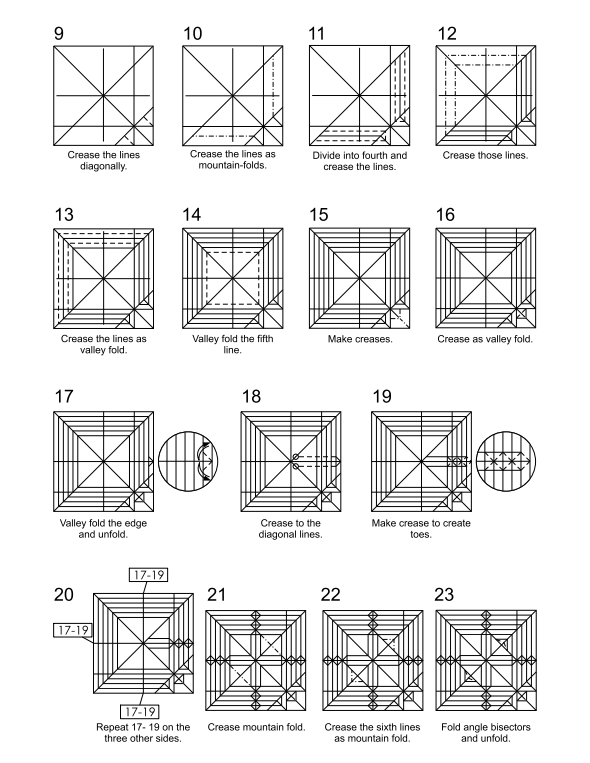 9
Crease the lines
diagonally.
10
Crease the lines as
mountain-folds.
11
Divide into fourth and
crease the lines.
12
Crease those lines.
13
Crease the lines as
valley fold.
14
Valley fold the fifth
line.
15
Make creases.
16
Crease as valley fold.
17
Valley fold the edge
and unfold.
18
Crease to the
diagonal lines.
19
Make crease to create
toes.
20
17-19
17-19
17-19
Repeat 17- 19 on the
three other sides.
21
Crease mountain fold.
22
Crease the sixth lines
as mountain fold.
23
Fold angle bisectors
and unfold.